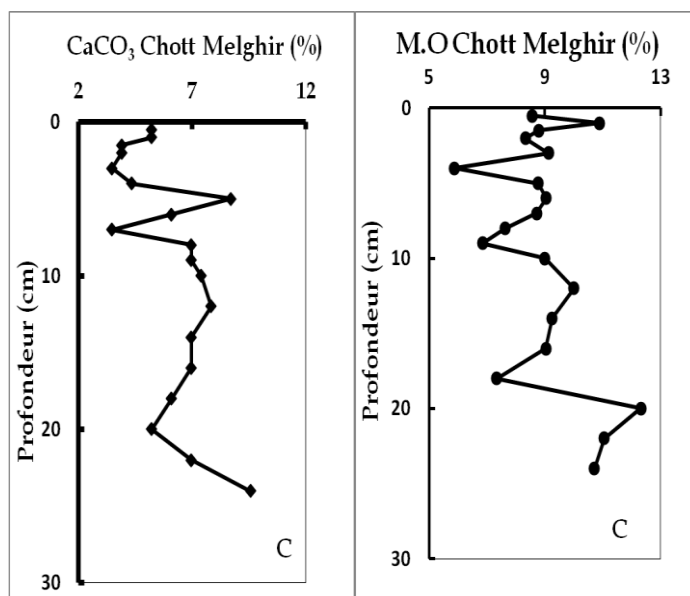 CaCO₃ Chott Melghir (%)
2 7 12
0
10
20
30
Profondeur (cm)
C
M.O Chott Melghir (%)
5 9 13
0
10
20
30
Profondeur (cm)
C